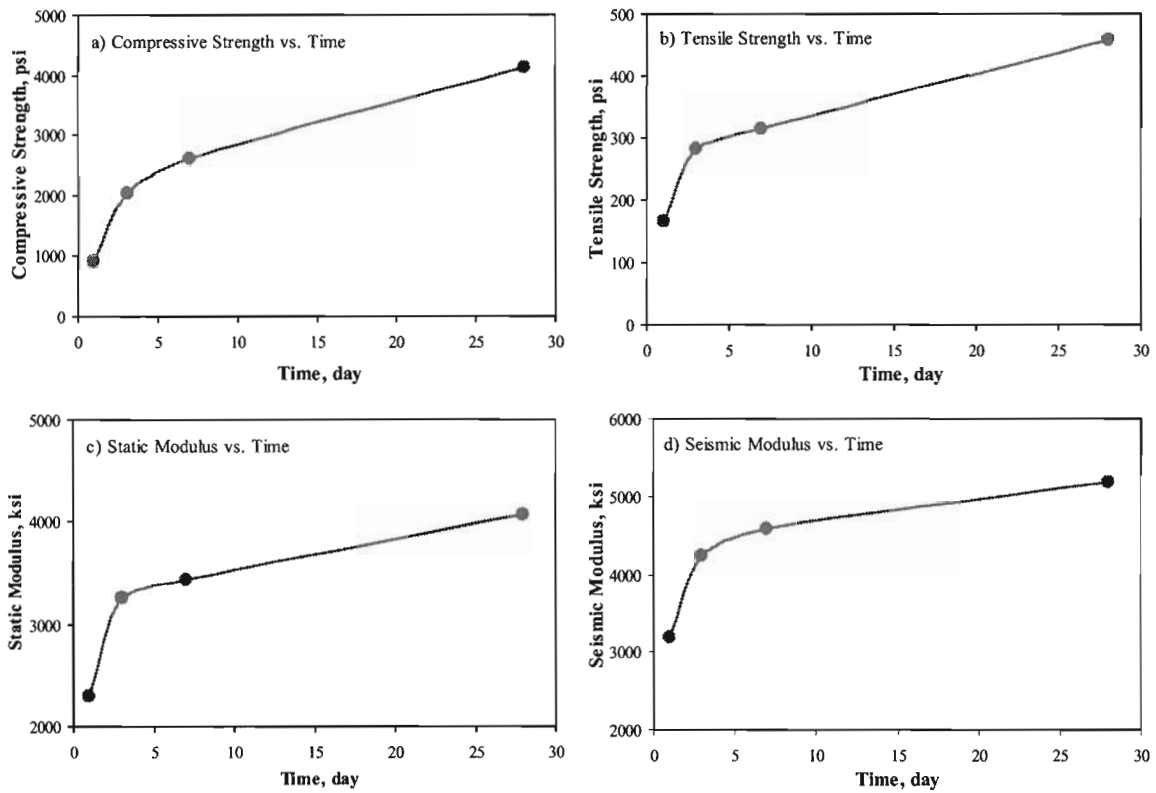 a) Compressive Strength vs. Time
Compressive Strength, psi
5000
4000
3000
2000
1000
0
0 5 10 15 20 25 30
Time, day
b) Tensile Strength vs. Time
Tensile Strength, psi
500
400
300
200
100
0
0 5 10 15 20 25 30
Time, day
c) Static Modulus vs. Time
Static Modulus, ksi
5000
4000
3000
2000
0 5 10 15 20 25 30
Time, day
d) Seismic Modulus vs. Time
Seismic Modulus, ksi
6000
5000
4000
3000
2000
0 5 10 15 20 25 30
Time, day